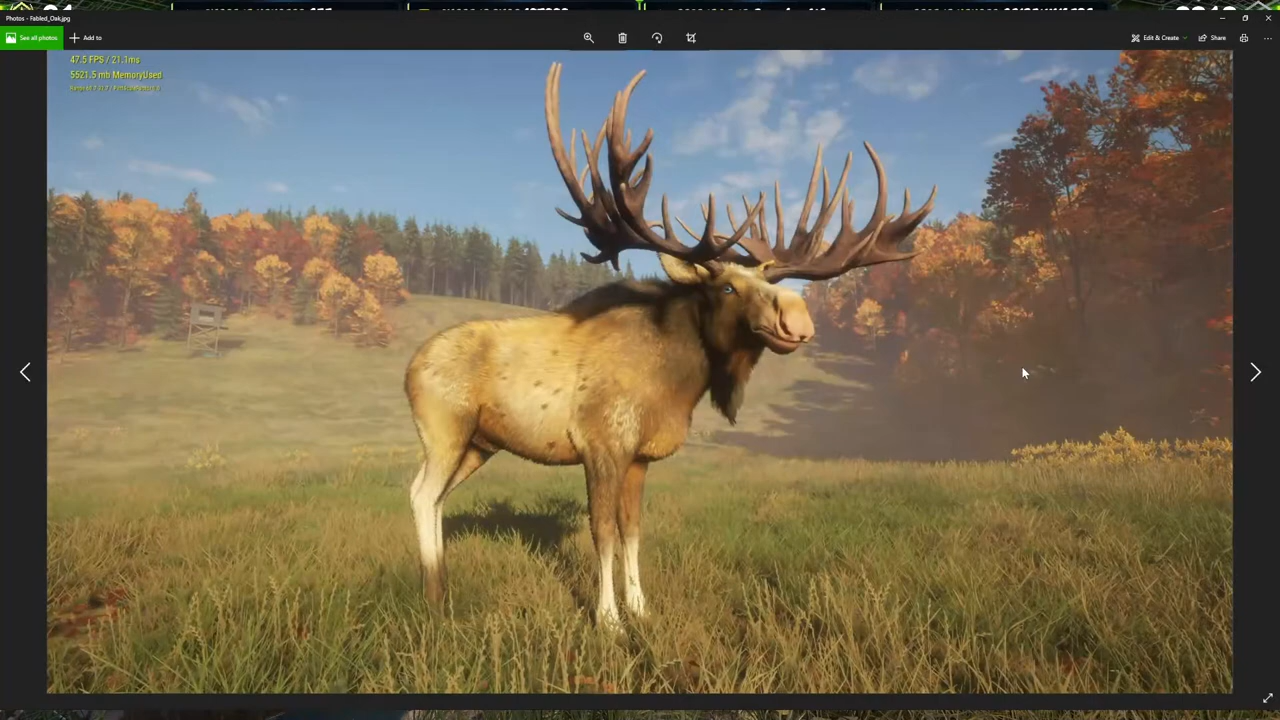 Photos - Fabled_Oak.jpg
See all photos
Add to
Edit & Create
Share
47.5 FPS / 21.1ms
5521.5 mb MemoryUsed